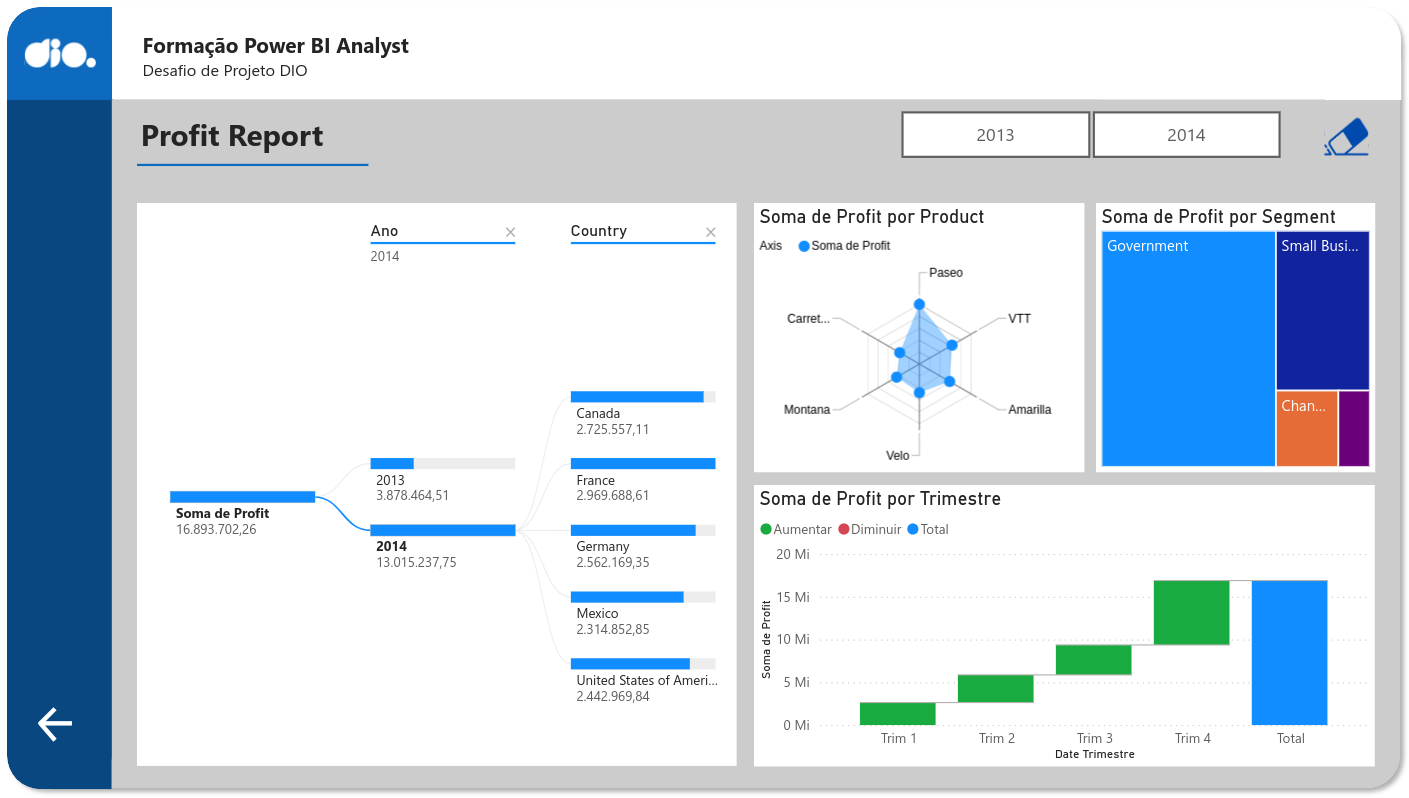 dio.
Formação Power BI Analyst
Desafio de Projeto DIO
Profit Report
2013
2014
Ano
2014
Country
Soma de Profit
16.893.702,26
2013
3.878.464,51
2014
13.015.237,75
Canada
2.725.557,11
France
2.969.688,61
Germany
2.562.169,35
Mexico
2.314.852,85
United States of Ameri...
2.442.969,84
Soma de Profit por Product
Axis Soma de Profit
Paseo
VTT
Amarilla
Velo
Montana
Carret...
Soma de Profit por Segment
Government
Small Busi...
Chan...
Soma de Profit por Trimestre
Aumentar Diminuir Total
Soma de Profit
20 Mi
15 Mi
10 Mi
5 Mi
0 Mi
Trim 1 Trim 2 Trim 3 Trim 4 Total
Date Trimestre